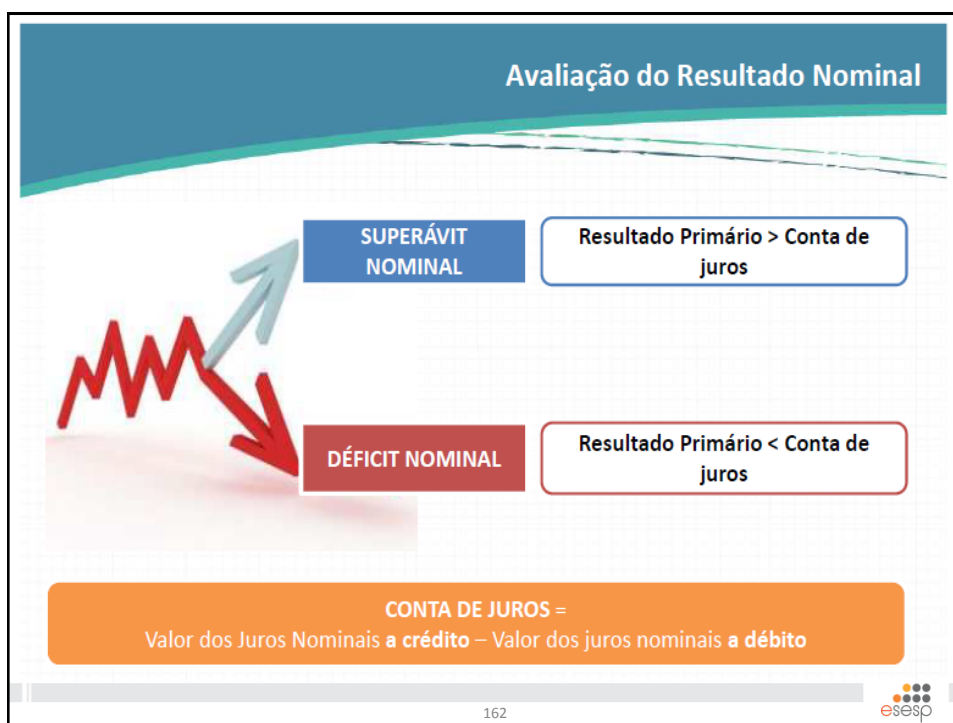 Avaliação do Resultado Nominal
SUPERÁVIT
NOMINAL
Resultado Primário > Conta de
juros
DÉFICIT NOMINAL
Resultado Primário < Conta de
juros
CONTA DE JUROS =
Valor dos Juros Nominais a crédito – Valor dos juros nominais a débito
162
esesp